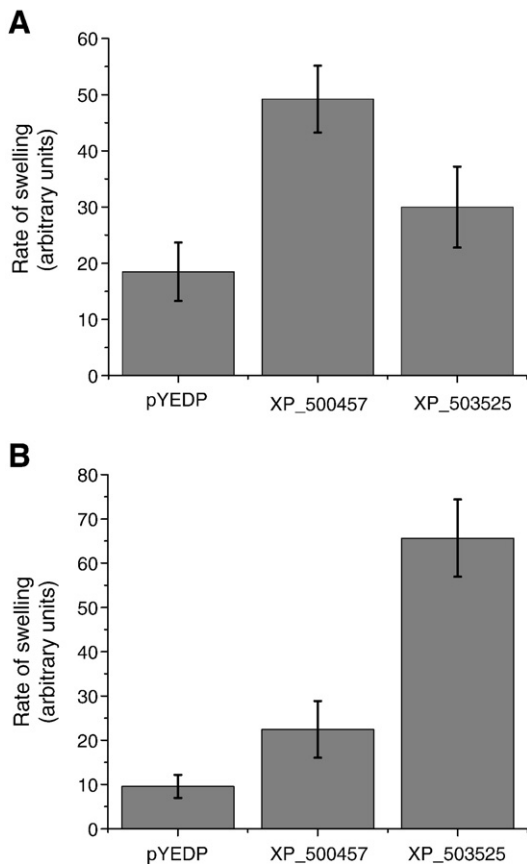 A
Rate of swelling
(arbitrary units)
60
50
40
30
20
10
0
pYEDP
XP_500457
XP_503525
B
Rate of swelling
(arbitrary units)
80
70
60
50
40
30
20
10
0
pYEDP
XP_500457
XP_503525